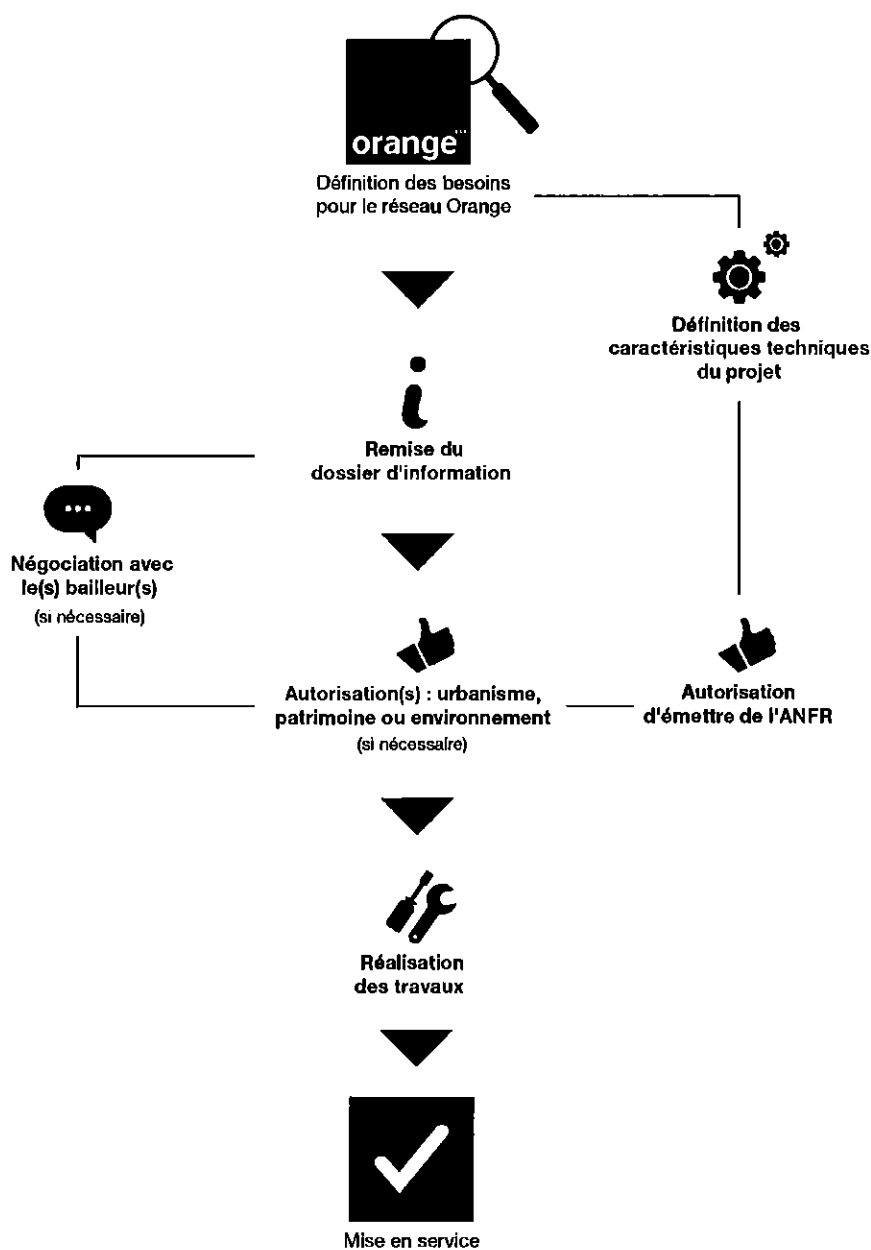 orange™
Définition des besoins
pour le réseau Orange
Définition des
caractéristiques techniques
du projet
Remise du
dossier d'information
Négociation avec
le(s) bailleur(s)
(si nécessaire)
Autorisation(s) : urbanisme,
patrimoine ou environnement
(si nécessaire)
Autorisation
d'émettre de l'ANFR
Réalisation
des travaux
Mise en service